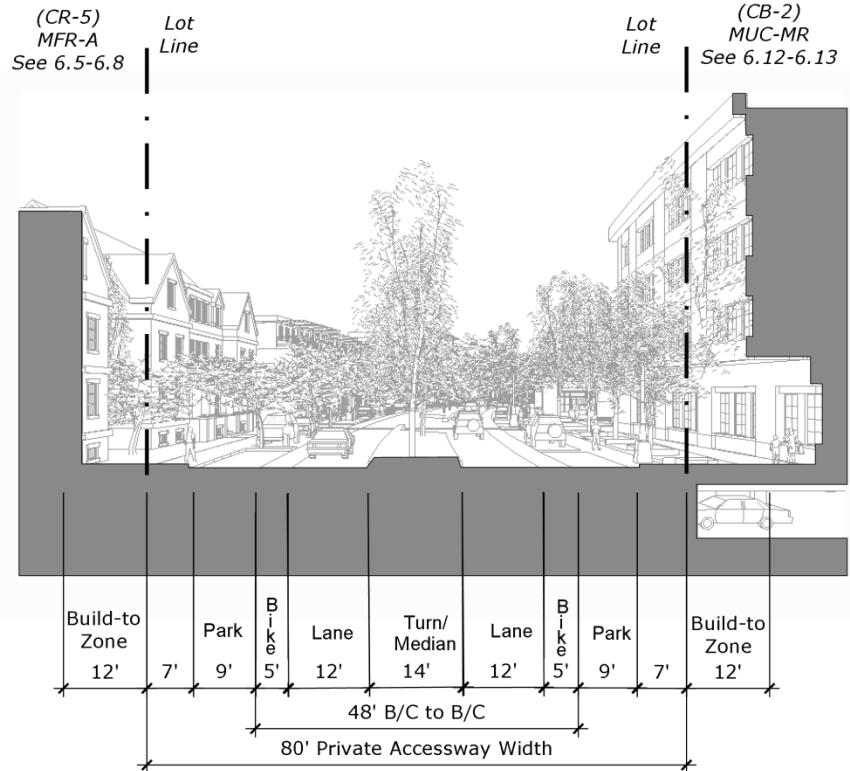 (CR-5)
MFR-A
See 6.5-6.8
Lot
Line
Lot
Line
(CB-2)
MUC-MR
See 6.12-6.13
Build-to
Zone
12'
7'
Park
9'
Bike
5'
Lane
12'
Turn/
Median
14'
Lane
12'
Bike
5'
Park
9'
7'
Build-to
Zone
12'
48' B/C to B/C
80' Private Accessway Width